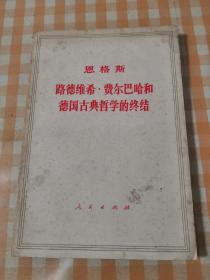 恩格斯
路德维希·费尔巴哈和
德国古典哲学的终结
人民出版社